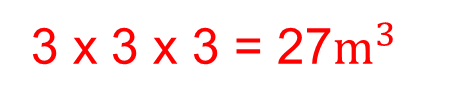 3 x 3 x 3 = 27m³